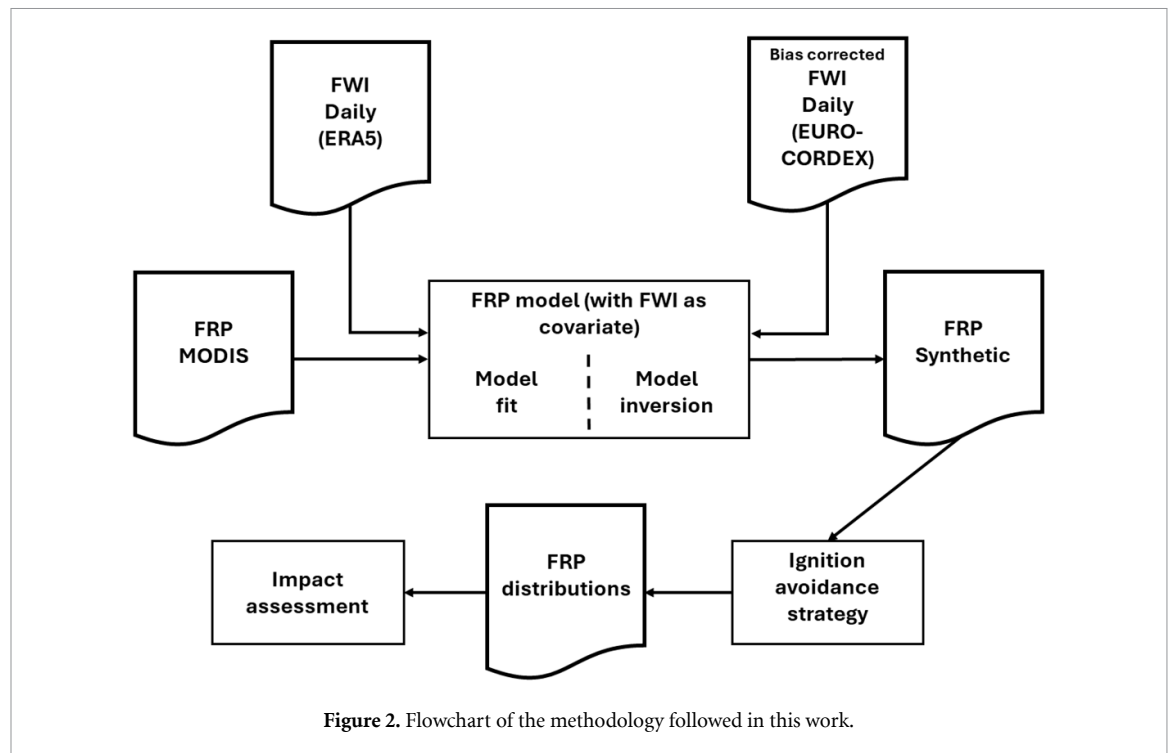 FWI
Daily
(ERA5)
Bias corrected
FWI
Daily
(EURO-
CORDEX)
FRP
MODIS
FRP model (with FWI as
covariate)
Model
fit
Model
inversion
FRP
Synthetic
Impact
assessment
FRP
distributions
Ignition
avoidance
strategy
Figure 2. Flowchart of the methodology followed in this work.